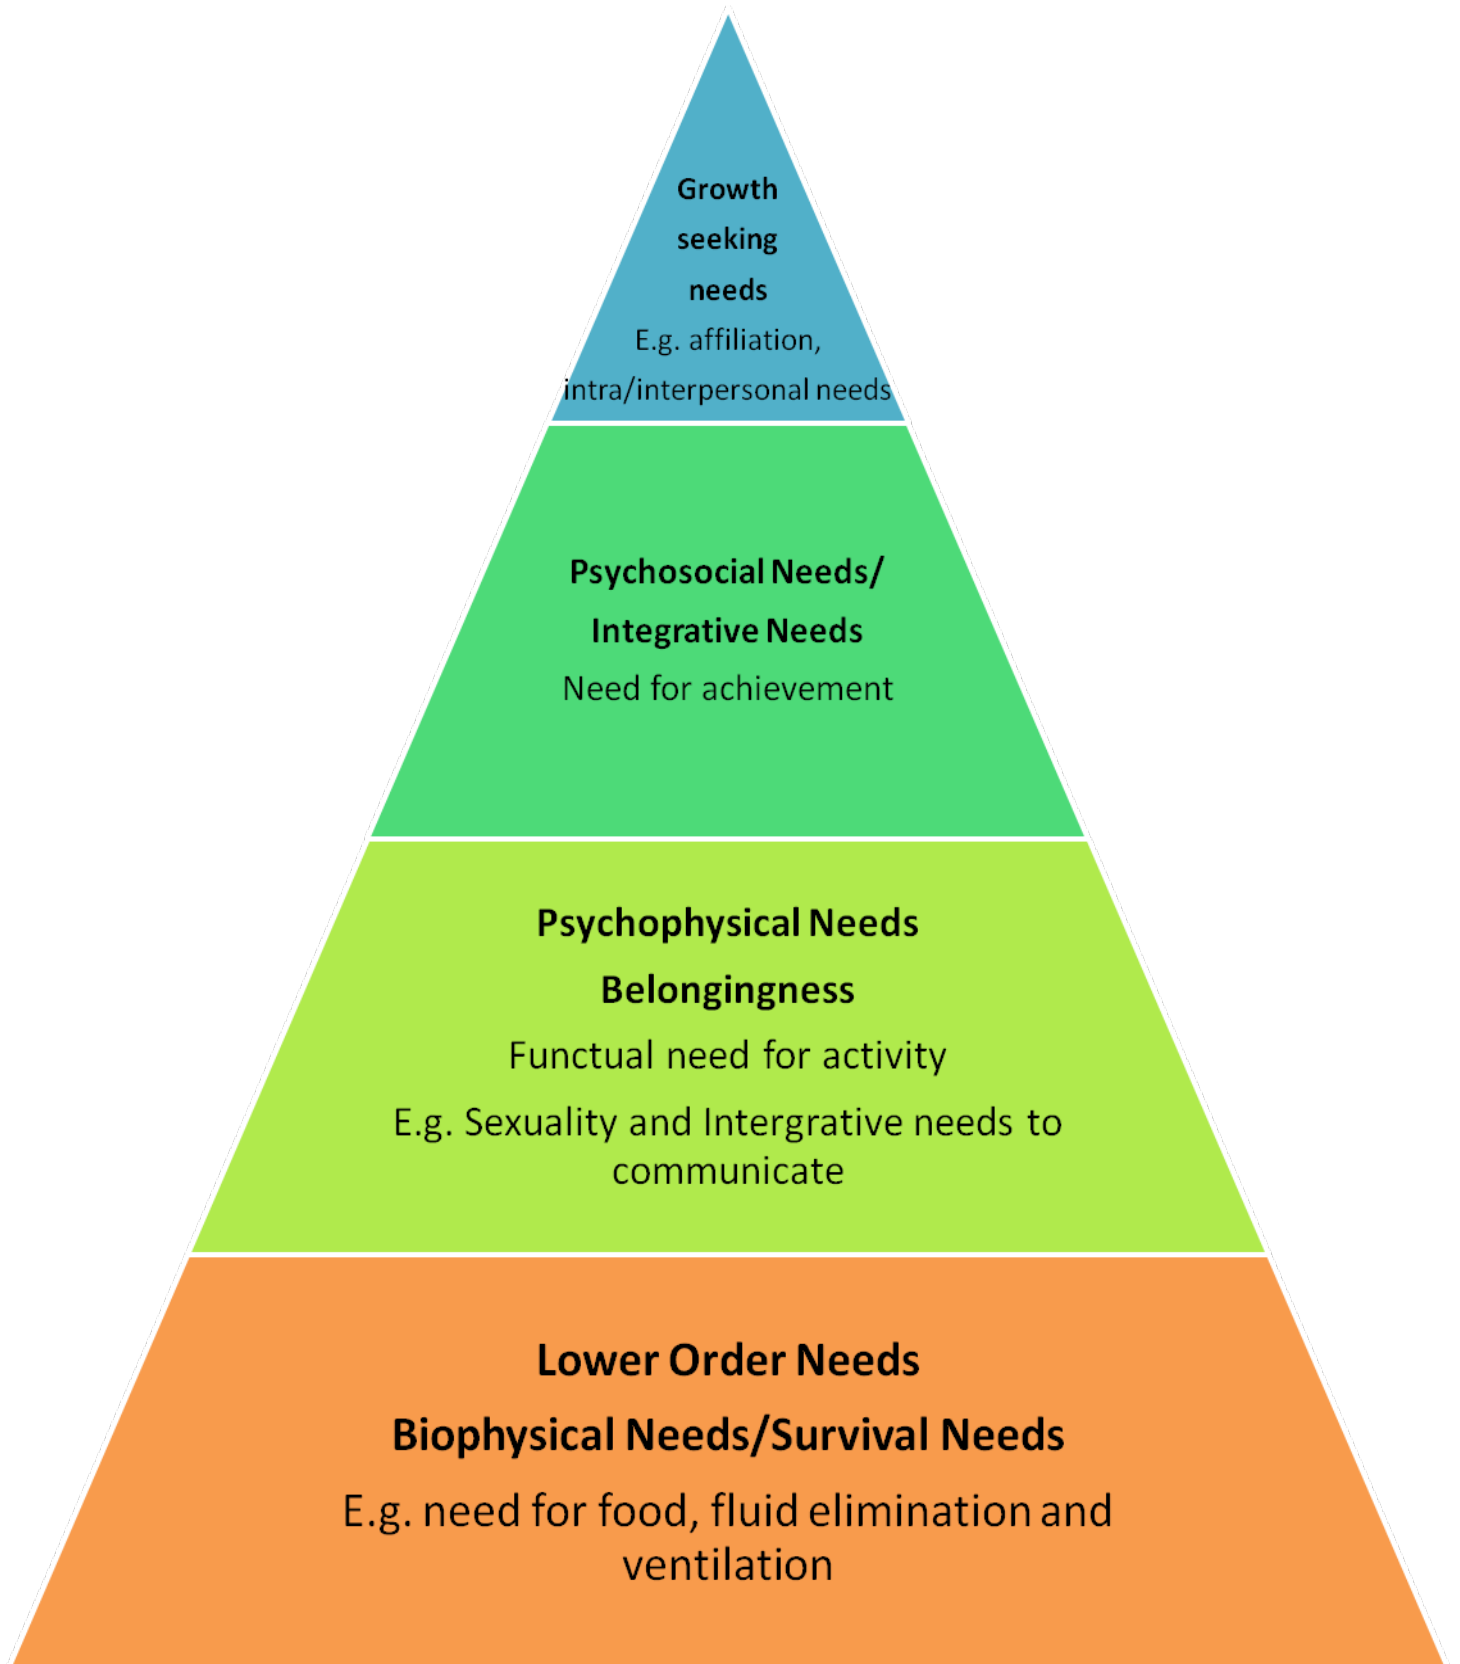 Growth
seeking
needs
E.g. affiliation,
intra/interpersonal needs
Psychosocial Needs/
Integrative Needs
Need for achievement
Psychophysical Needs
Belongingness
Functual need for activity
E.g. Sexuality and Intergrative needs to
communicate
Lower Order Needs
Biophysical Needs/Survival Needs
E.g. need for food, fluid elimination and
ventilation